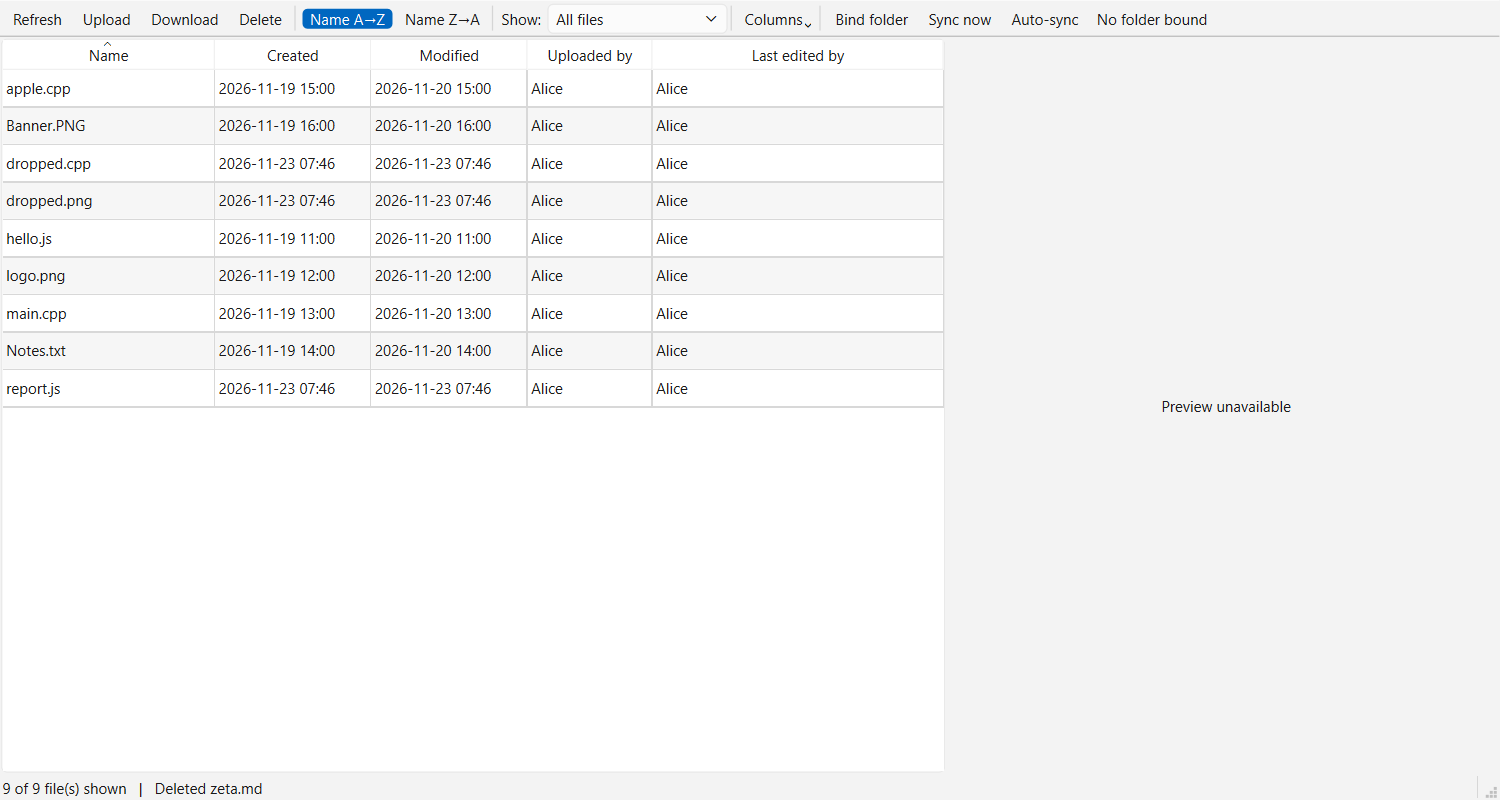 Refresh Upload Download Delete Name A→Z Name Z→A Show: All files Columns Bind folder Sync now Auto-sync No folder bound
Name Created Modified Uploaded by Last edited by
apple.cpp 2026-11-19 15:00 2026-11-20 15:00 Alice Alice
Banner.PNG 2026-11-19 16:00 2026-11-20 16:00 Alice Alice
dropped.cpp 2026-11-23 07:46 2026-11-23 07:46 Alice Alice
dropped.png 2026-11-23 07:46 2026-11-23 07:46 Alice Alice
hello.js 2026-11-19 11:00 2026-11-20 11:00 Alice Alice
logo.png 2026-11-19 12:00 2026-11-20 12:00 Alice Alice
main.cpp 2026-11-19 13:00 2026-11-20 13:00 Alice Alice
Notes.txt 2026-11-19 14:00 2026-11-20 14:00 Alice Alice
report.js 2026-11-23 07:46 2026-11-23 07:46 Alice Alice
Preview unavailable
9 of 9 file(s) shown | Deleted zeta.md